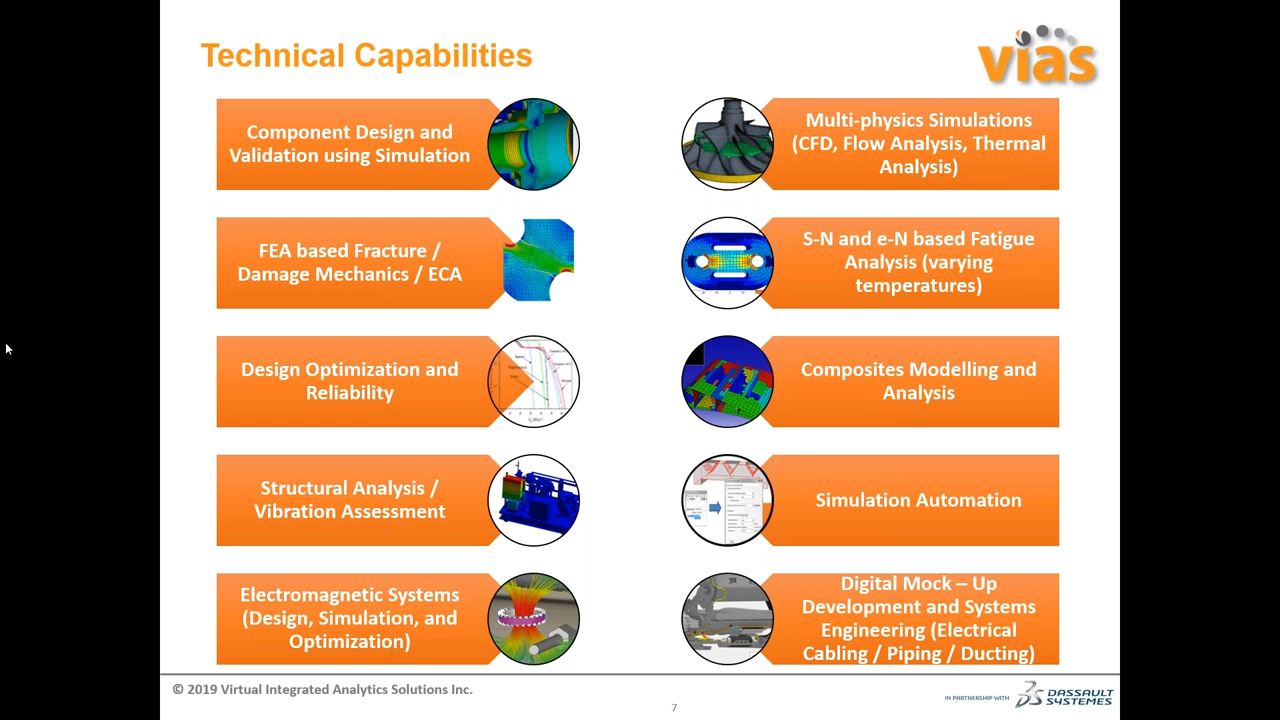 Technical Capabilities
vias
Component Design and
Validation using Simulation
FEA based Fracture /
Damage Mechanics / ECA
Design Optimization and
Reliability
Structural Analysis /
Vibration Assessment
Electromagnetic Systems
(Design, Simulation, and
Optimization)
Multi-physics Simulations
(CFD, Flow Analysis, Thermal
Analysis)
S-N and e-N based Fatigue
Analysis (varying
temperatures)
Composites Modelling and
Analysis
Simulation Automation
Digital Mock – Up
Development and Systems
Engineering (Electrical
Cabling / Piping / Ducting)
© 2019 Virtual Integrated Analytics Solutions Inc.
7
IN PARTNERSHIP WITH
DASSAULT
SYSTEMES